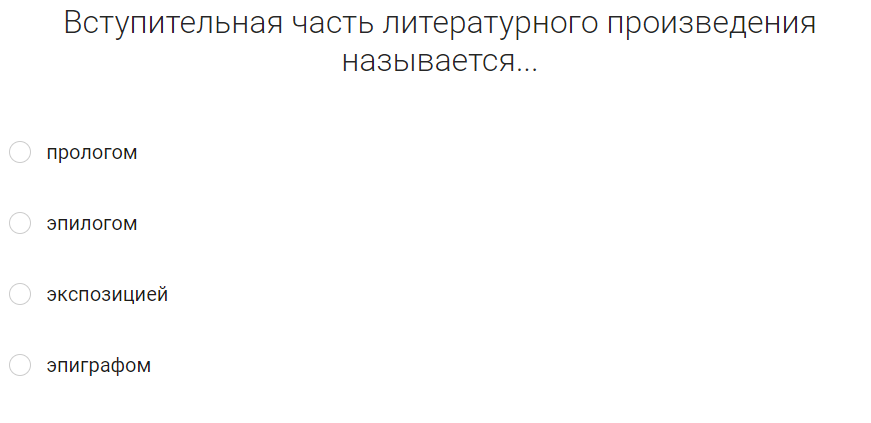 Вступительная часть литературного произведения
называется...
прологом
эпилогом
экспозицией
эпиграфом